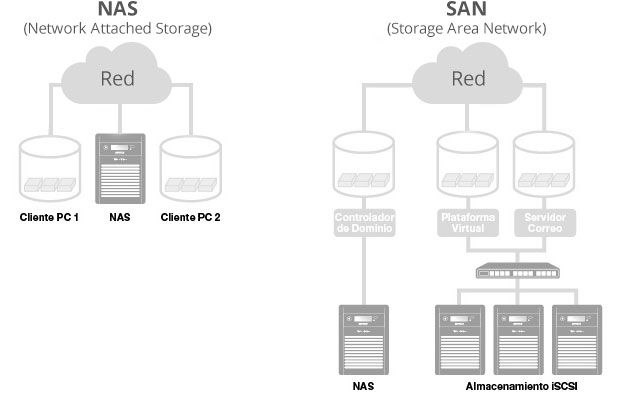 NAS
(Network Attached Storage)
Red
Cliente PC 1
NAS
Cliente PC 2
SAN
(Storage Area Network)
Red
Controlador
de Dominio
Plataforma
Virtual
Servidor
Correo
NAS
Almacenamiento iSCSI